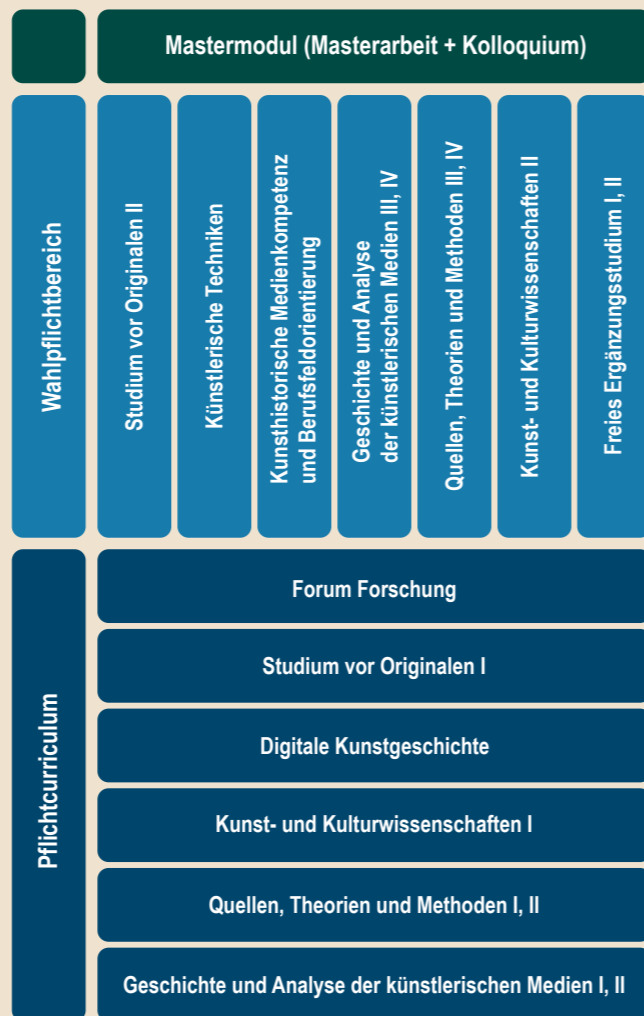 Mastermodul (Masterarbeit + Kolloquium)
Wahlpflichtbereich
Studium vor Originalen II
Künstlerische Techniken
Kunsthistorische Medienkompetenz
und Berufsfeldorientierung
Geschichte und Analyse
der künstlerischen Medien III, IV
Quellen, Theorien und Methoden III, IV
Kunst- und Kulturwissenschaften II
Freies Ergänzungsstudium I, II
Pflichtcurriculum
Forum Forschung
Studium vor Originalen I
Digitale Kunstgeschichte
Kunst- und Kulturwissenschaften I
Quellen, Theorien und Methoden I, II
Geschichte und Analyse der künstlerischen Medien I, II